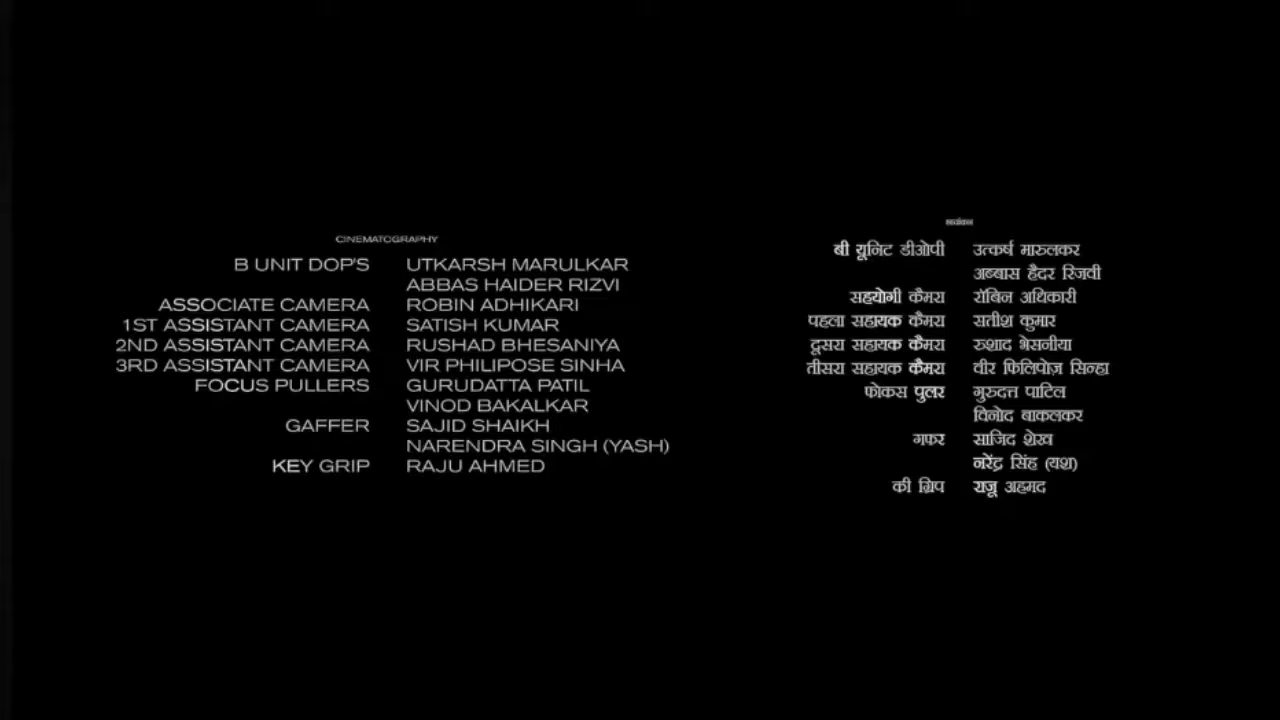 CINEMATOGRAPHY
B UNIT DOP'S UTKARSH MARULKAR
ABBAS HAIDER RIZVI
ASSOCIATE CAMERA ROBIN ADHIKARI
1ST ASSISTANT CAMERA SATISH KUMAR
2ND ASSISTANT CAMERA RUSHAD BHESANIYA
3RD ASSISTANT CAMERA VIR PHILIPOSE SINHA
FOCUS PULLERS GURUDATTA PATIL
VINOD BAKALKAR
GAFFER SAJID SHAIKH
NARENDRA SINGH (YASH)
KEY GRIP RAJU AHMED
छायांकन
बी यूनिट डीओपी उत्कर्ष मारुलकर
अब्बास हैदर रिजवी
सहयोगी कैमरा रॉबिन अधिकारी
पहला सहायक कैमरा सतीश कुमार
दूसरा सहायक कैमरा रुशाद भेसनीया
तीसरा सहायक कैमरा वीर फिलिपोज़ सिन्हा
फोकस पुलर गुरुदत्त पाटिल
विनोद बाकलकर
गफर साजिद शेख
नरेंद्र सिंह (यश)
की ग्रिप राजू अहमद